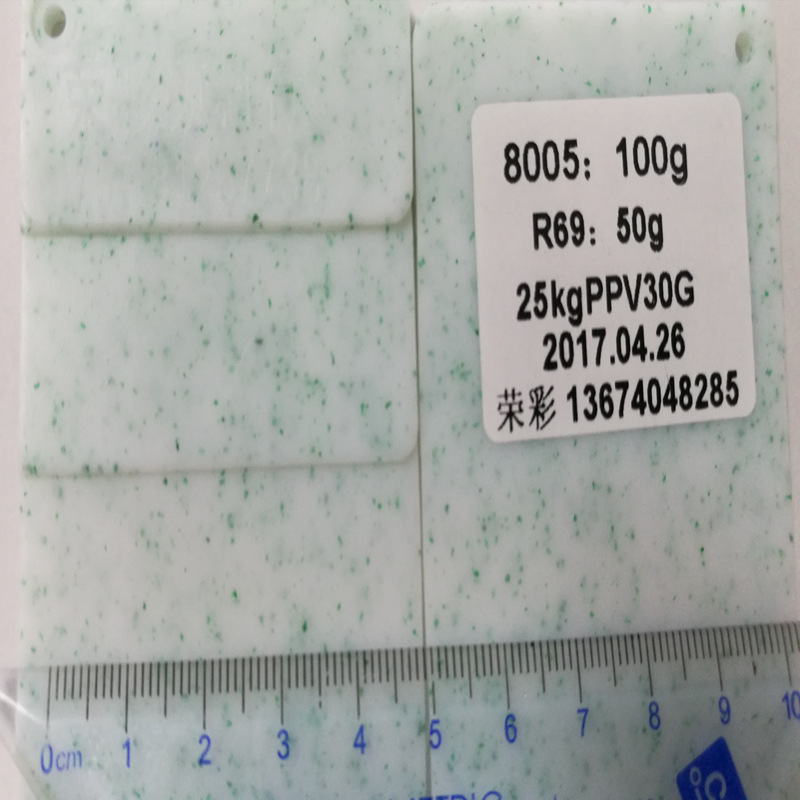 8005：100g
R69：50g
25kgPPV30G
2017.04.26
荣彩 13674048285
0cm 1 2 3 4 5 6 7 8 9 10